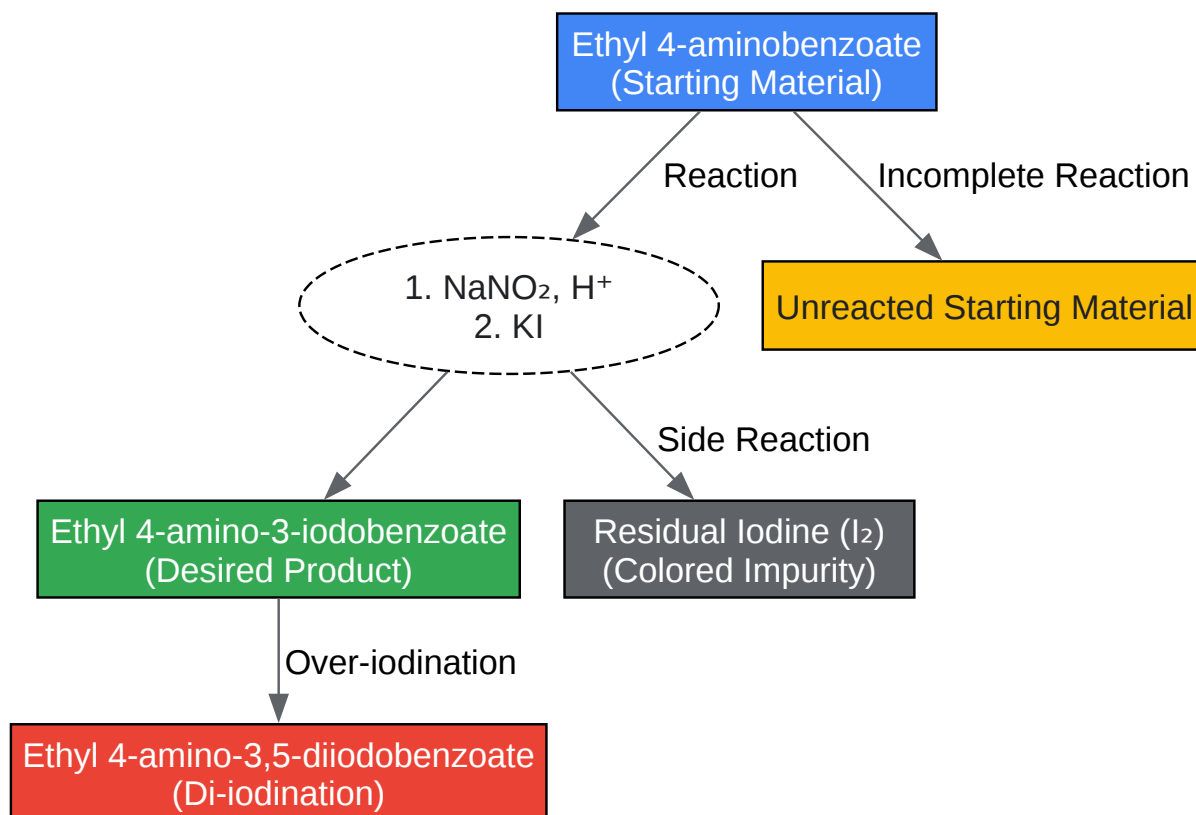 Ethyl 4-aminobenzoate
(Starting Material)
Reaction
Incomplete Reaction
1. NaNO₂, H⁺
2. KI
Unreacted Starting Material
Side Reaction
Ethyl 4-amino-3-iodobenzoate
(Desired Product)
Residual Iodine (I₂)
(Colored Impurity)
Over-iodination
Ethyl 4-amino-3,5-diiodobenzoate
(Di-iodination)